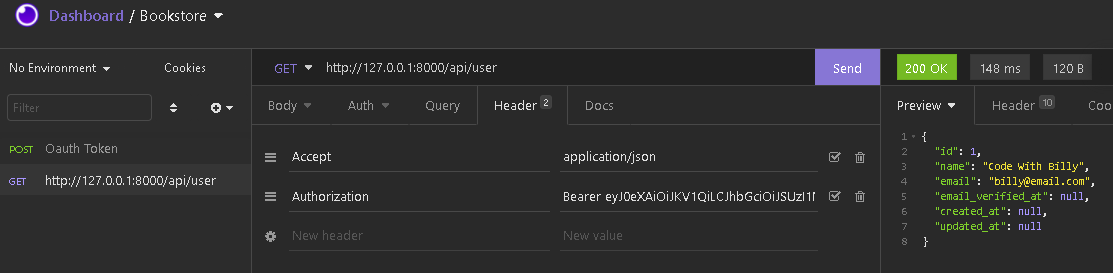 Dashboard / Bookstore
No Environment
Cookies
GET
http://127.0.0.1:8000/api/user
Send
200 OK
148 ms
120 B
Filter
Body
Auth
Query
Header 2
Docs
Preview
Header 10
Coo
POST Oauth Token
GET http://127.0.0.1:8000/api/user
Accept
application/json
Authorization
Bearer eyJ0eXAiOiJKV1QiLCJhbGciOiJSUzI1N
New header
New value
1 {
2 "id": 1,
3 "name": "Code With Billy",
4 "email": "billy@email.com",
5 "email_verified_at": null,
6 "created_at": null,
7 "updated_at": null
8 }